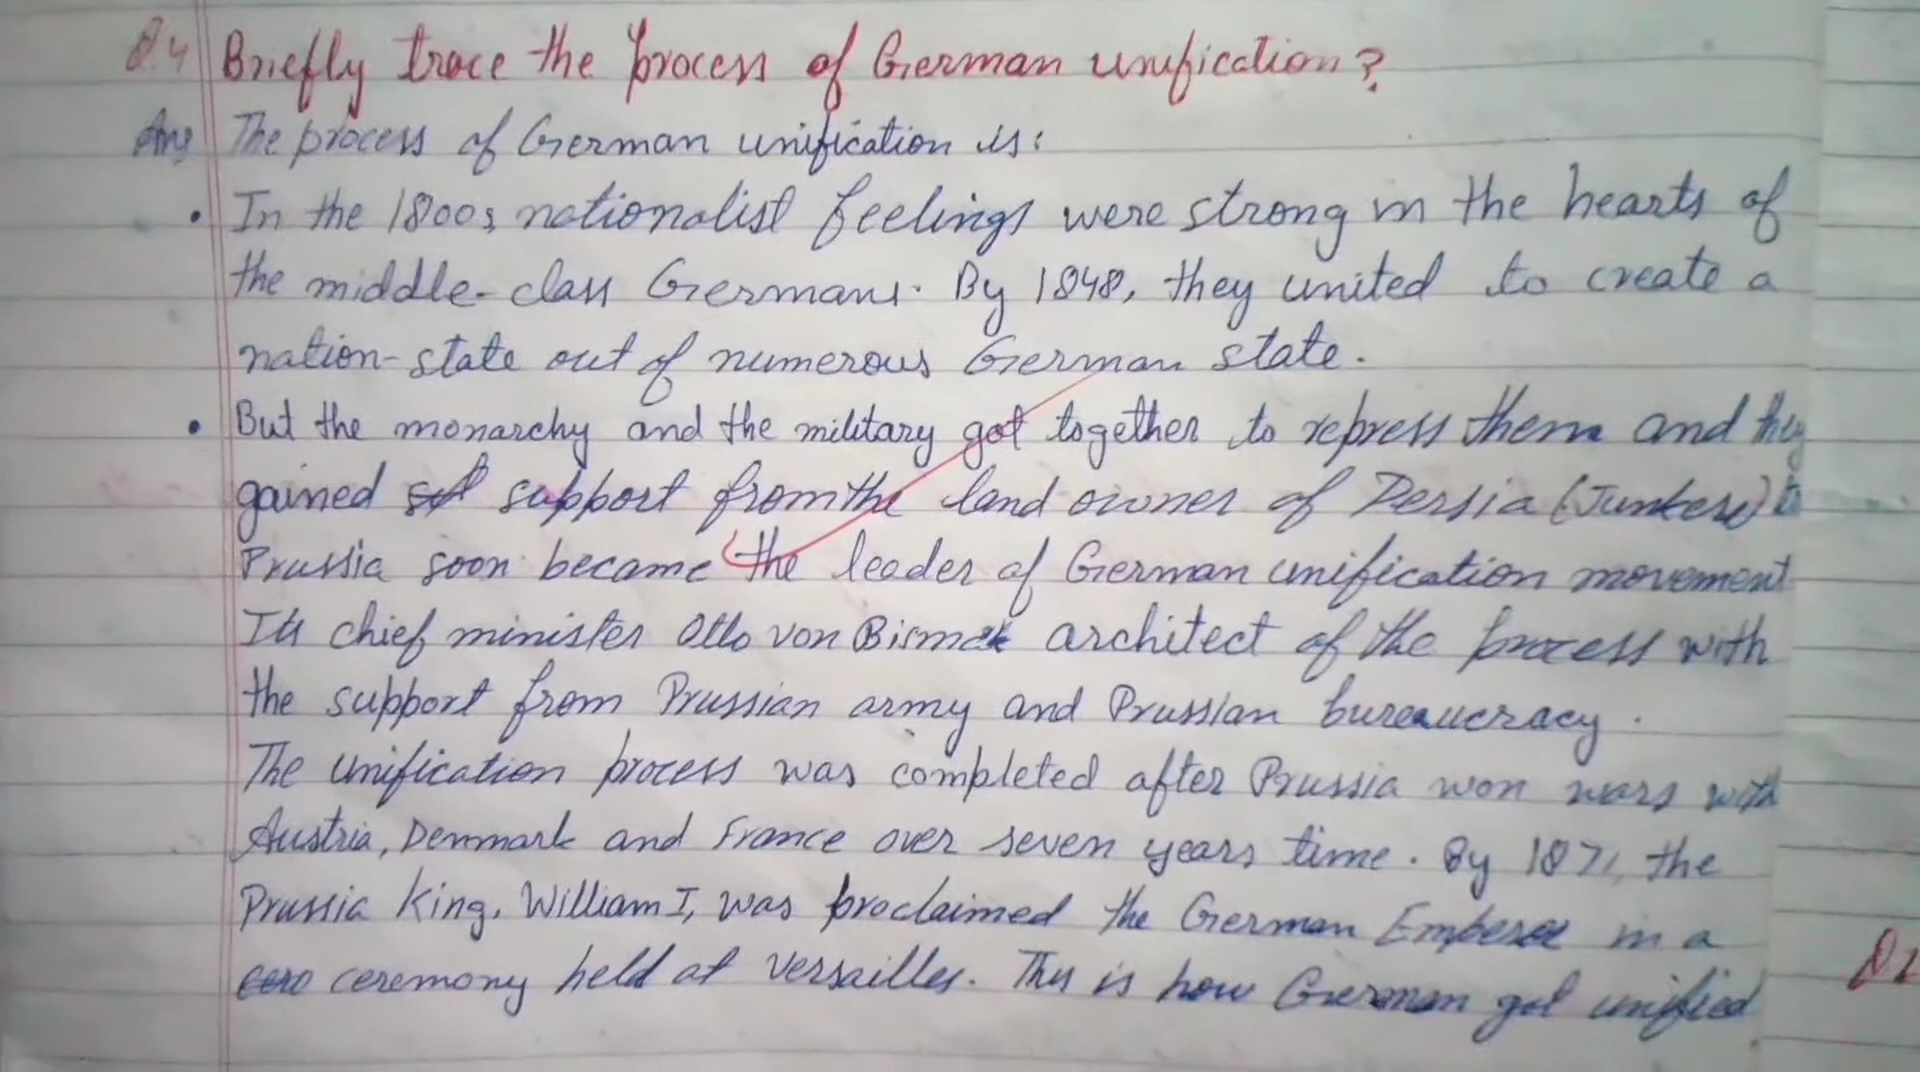 Q.4 Briefly trace the process of German unification?
Ans The process of German unification is:
• In the 1800s, nationalist feelings were strong in the hearts of
the middle-class Germans. By 1848, they united to create a
nation-state out of numerous German state.
• But the monarchy and the military got together to repress them and they
gained support from the land owner of Persia (Junkers) to
Prussia soon became the leader of German unification movement
Its chief minister Otto von Bismak architect of the process with
the support from Prussian army and Prussian bureaucracy.
The unification process was completed after Prussia won wars with
Austria, Denmark and France over seven years time. By 1871, the
Prussia King, William I, was proclaimed the German Emperor in a
ceremony held at Versailles. This is how German got unified